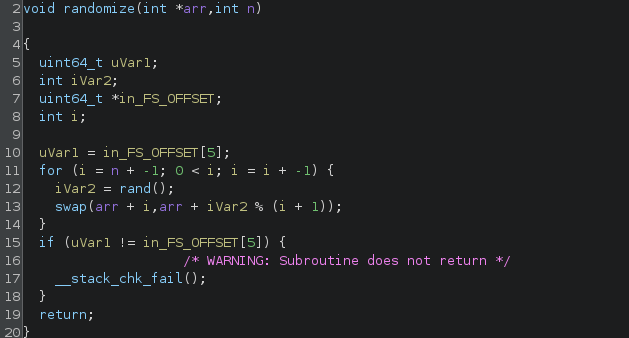 2 void randomize(int *arr,int n)
3
4 {
5   uint64_t uVar1;
6   int iVar2;
7   uint64_t *in_FS_OFFSET;
8   int i;
9
10   uVar1 = in_FS_OFFSET[5];
11   for (i = n + -1; 0 < i; i = i + -1) {
12     iVar2 = rand();
13     swap(arr + i,arr + iVar2 % (i + 1));
14   }
15   if (uVar1 != in_FS_OFFSET[5]) {
16                     /* WARNING: Subroutine does not return */
17     __stack_chk_fail();
18   }
19   return;
20 }